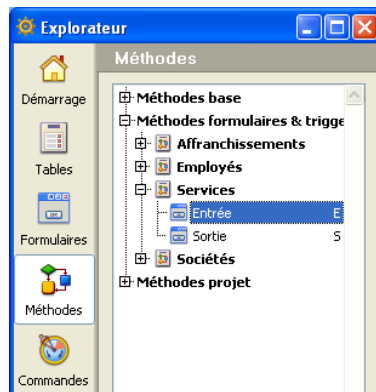 Explorateur
Méthodes
Démarrage
Tables
Formulaires
Méthodes
Commandes
Méthodes base
Méthodes formulaires & trigge
Affranchissements
Employés
Services
Entrée E
Sortie S
Sociétés
Méthodes projet